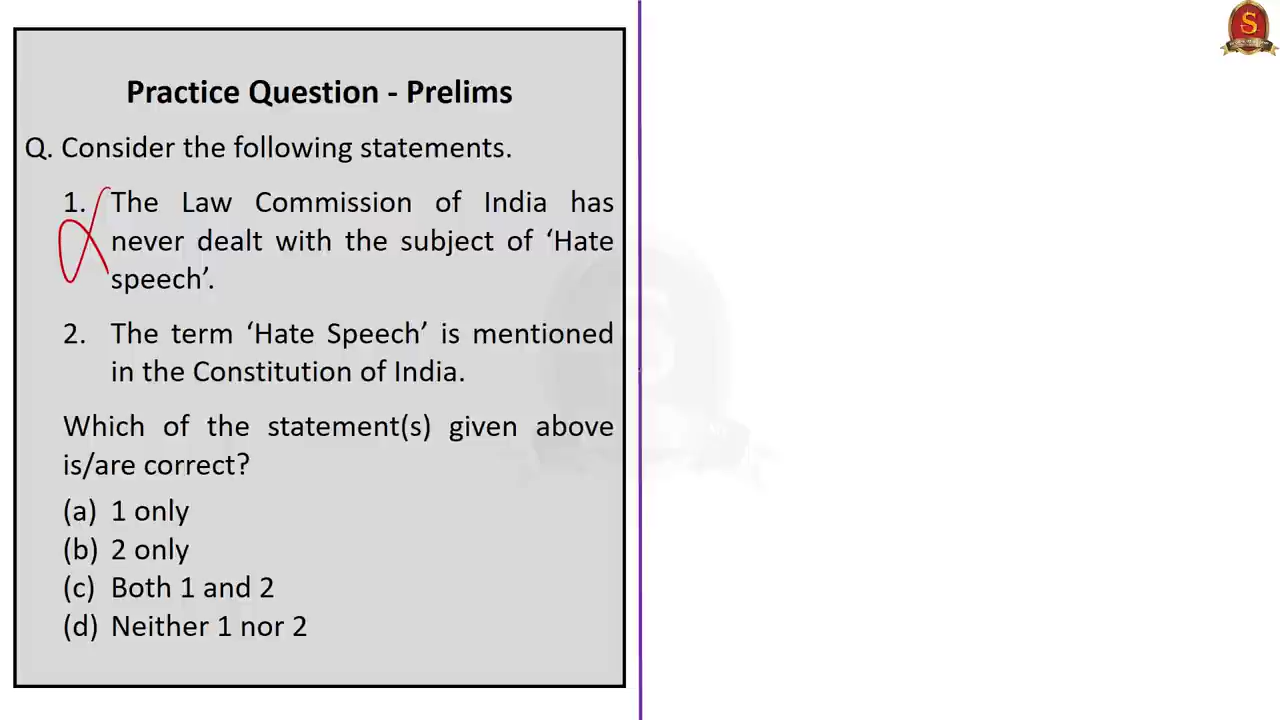 Practice Question - Prelims
Q. Consider the following statements.
1. The Law Commission of India has
never dealt with the subject of ‘Hate
speech’.
2. The term ‘Hate Speech’ is mentioned
in the Constitution of India.
Which of the statement(s) given above
is/are correct?
(a) 1 only
(b) 2 only
(c) Both 1 and 2
(d) Neither 1 nor 2
S